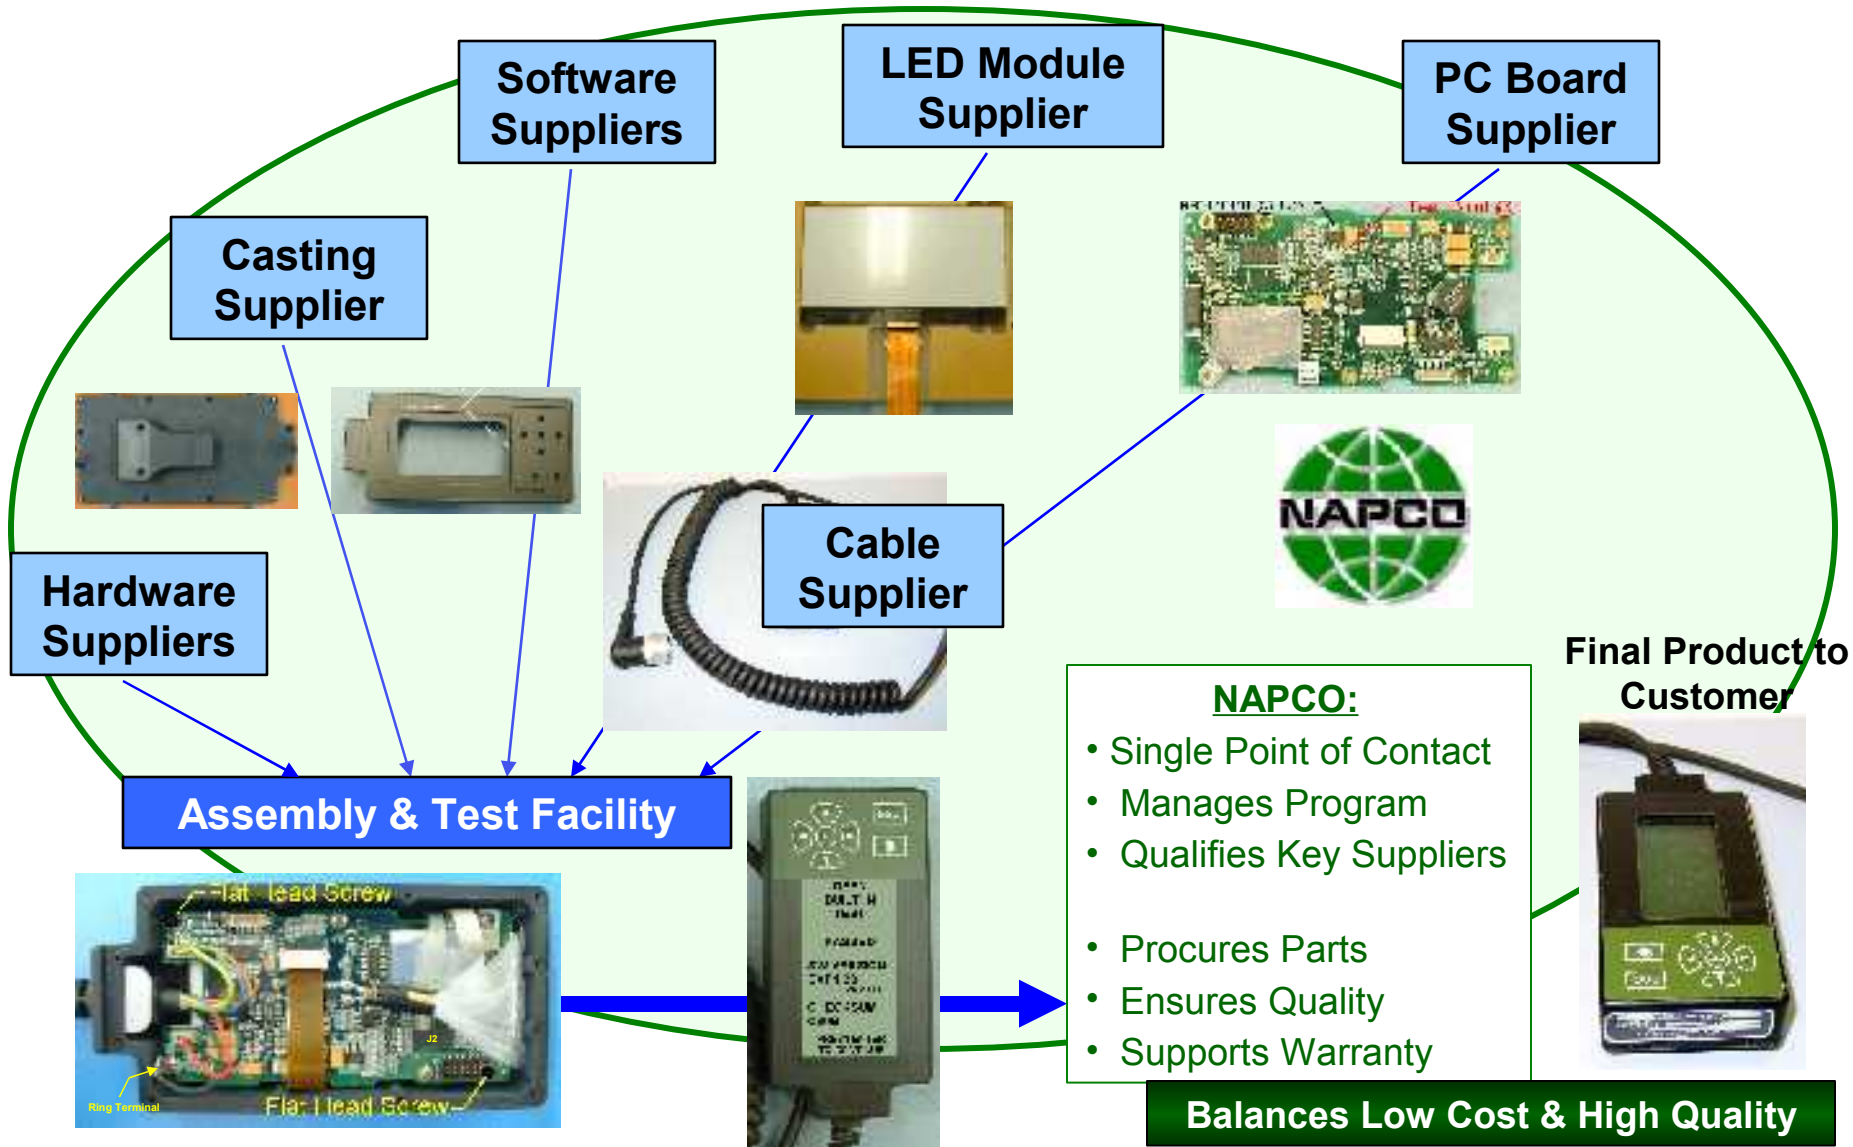 Software
Suppliers
LED Module
Supplier
PC Board
Supplier
Casting
Supplier
NAPCO
Cable
Supplier
Hardware
Suppliers
Final Product to
Customer
Assembly & Test Facility
NAPCO:
• Single Point of Contact
• Manages Program
• Qualifies Key Suppliers
• Procures Parts
• Ensures Quality
• Supports Warranty
Flat Head Screw
J2
Ring Terminal
Flat Head Screw
Balances Low Cost & High Quality